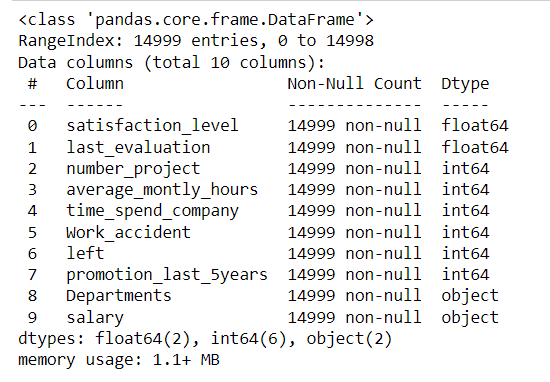 <class 'pandas.core.frame.DataFrame'>
RangeIndex: 14999 entries, 0 to 14998
Data columns (total 10 columns):
 #   Column                 Non-Null Count  Dtype
---  ------                 --------------  -----
 0   satisfaction_level     14999 non-null  float64
 1   last_evaluation        14999 non-null  float64
 2   number_project         14999 non-null  int64
 3   average_montly_hours   14999 non-null  int64
 4   time_spend_company     14999 non-null  int64
 5   Work_accident          14999 non-null  int64
 6   left                   14999 non-null  int64
 7   promotion_last_5years  14999 non-null  int64
 8   Departments            14999 non-null  object
 9   salary                 14999 non-null  object
dtypes: float64(2), int64(6), object(2)
memory usage: 1.1+ MB